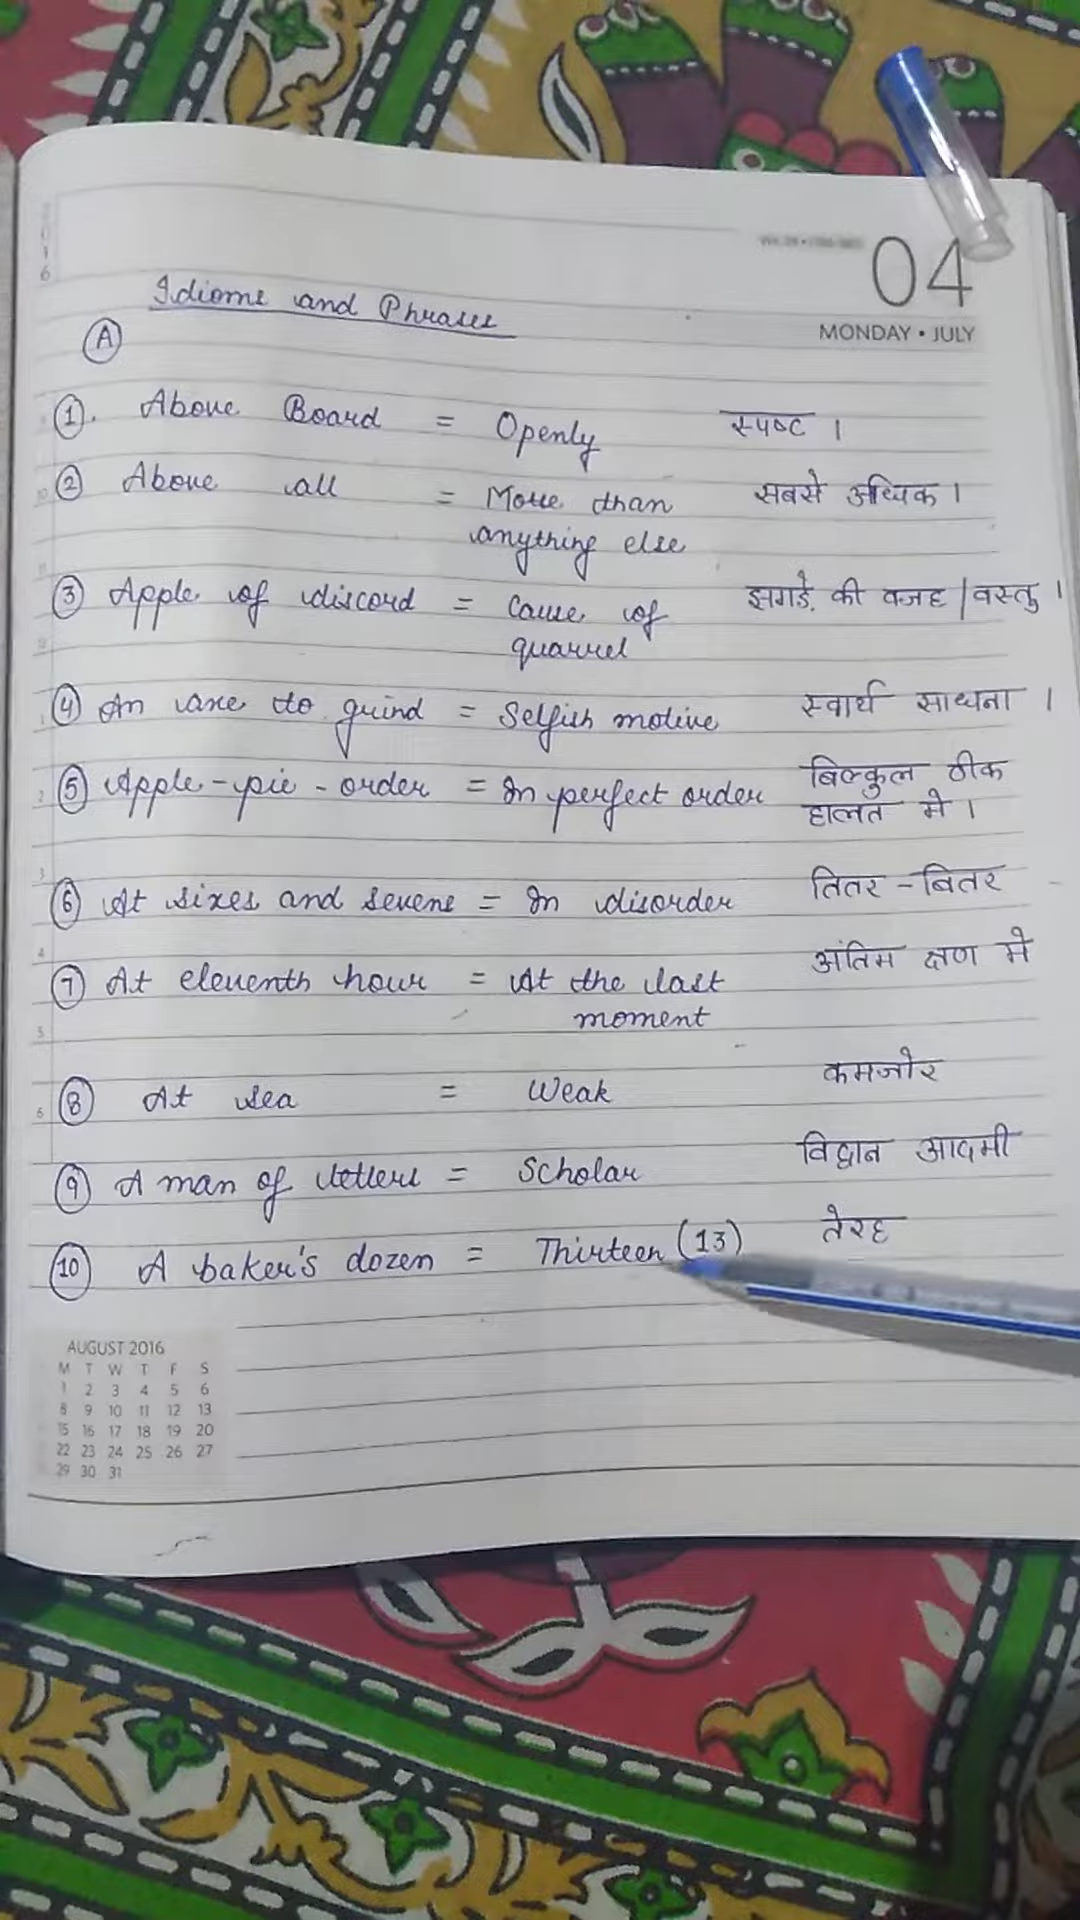 2016
04
MONDAY • JULY
Idioms and Phrases
A
1. Above Board = Openly स्पष्ट ।
2 Above all = More than सबसे अधिक ।
anything else
3 Apple of discord = Cause of झगड़े की वजह / वस्तु ।
quarrel
4 An axe to grind = Selfish motive स्वार्थ साधना ।
5 Apple-pie-order = In perfect order बिल्कुल ठीक
हालत मे ।
6 At sixes and sevens = In disorder तितर-बितर
7 At eleventh hour = At the last अंतिम क्षण मे
moment
8 At sea = Weak कमजोर
9 A man of letters = Scholar विद्वान आदमी
10 A baker's dozen = Thirteen (13) तेरह
AUGUST 2016
M T W T F S
1 2 3 4 5 6
8 9 10 11 12 13
15 16 17 18 19 20
22 23 24 25 26 27
29 30 31